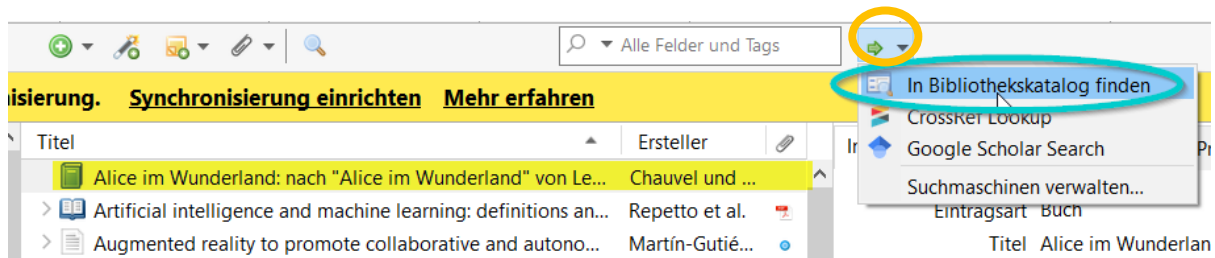 Alle Felder und Tags
In Bibliothekskatalog finden
isierung. Synchronisierung einrichten Mehr erfahren
CrossRef Lookup
Titel Ersteller
Google Scholar Search
Alice im Wunderland: nach "Alice im Wunderland" von Le... Chauvel und ...
Suchmaschinen verwalten...
Artificial intelligence and machine learning: definitions an... Repetto et al.
Eintragsart Buch
Augmented reality to promote collaborative and autono... Martín-Gutié...
Titel Alice im Wunderlan